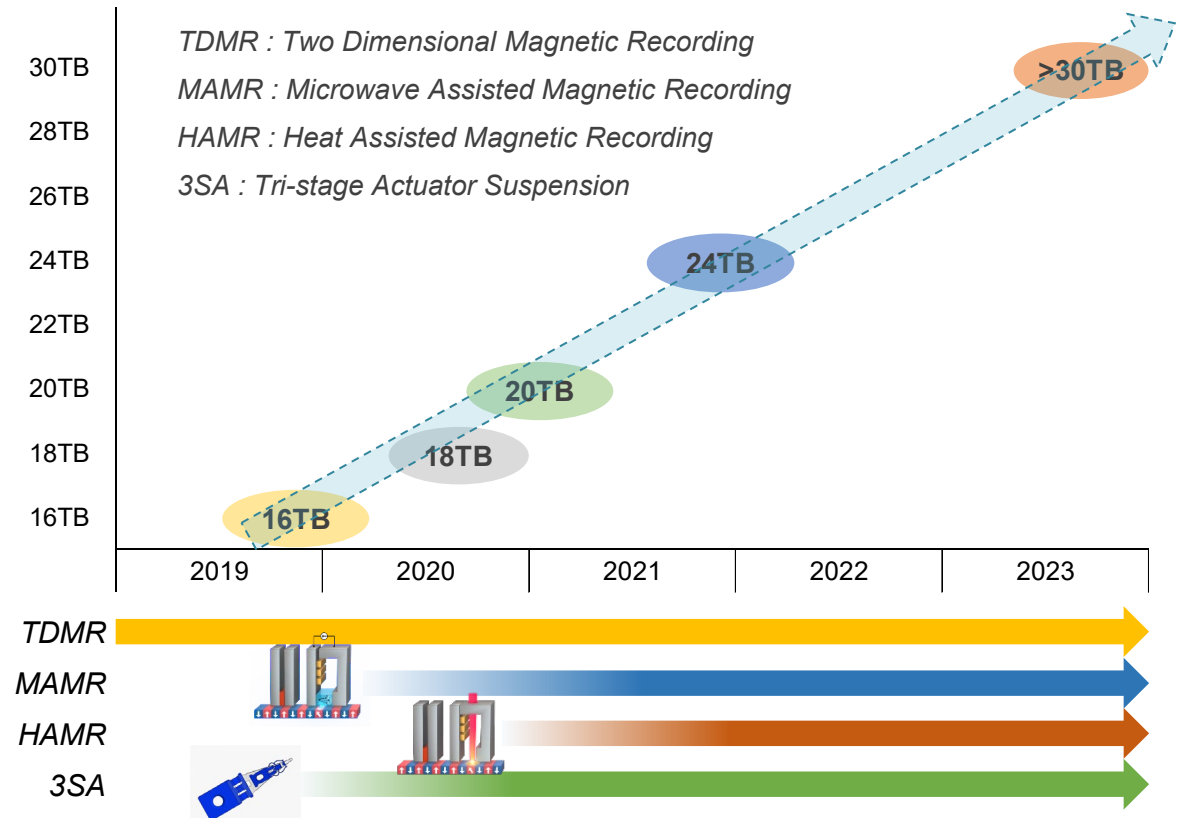 TDMR : Two Dimensional Magnetic Recording
MAMR : Microwave Assisted Magnetic Recording
HAMR : Heat Assisted Magnetic Recording
3SA : Tri-stage Actuator Suspension
30TB
28TB
26TB
24TB
22TB
20TB
18TB
16TB
>30TB
24TB
20TB
18TB
16TB
2019 2020 2021 2022 2023
TDMR
MAMR
HAMR
3SA